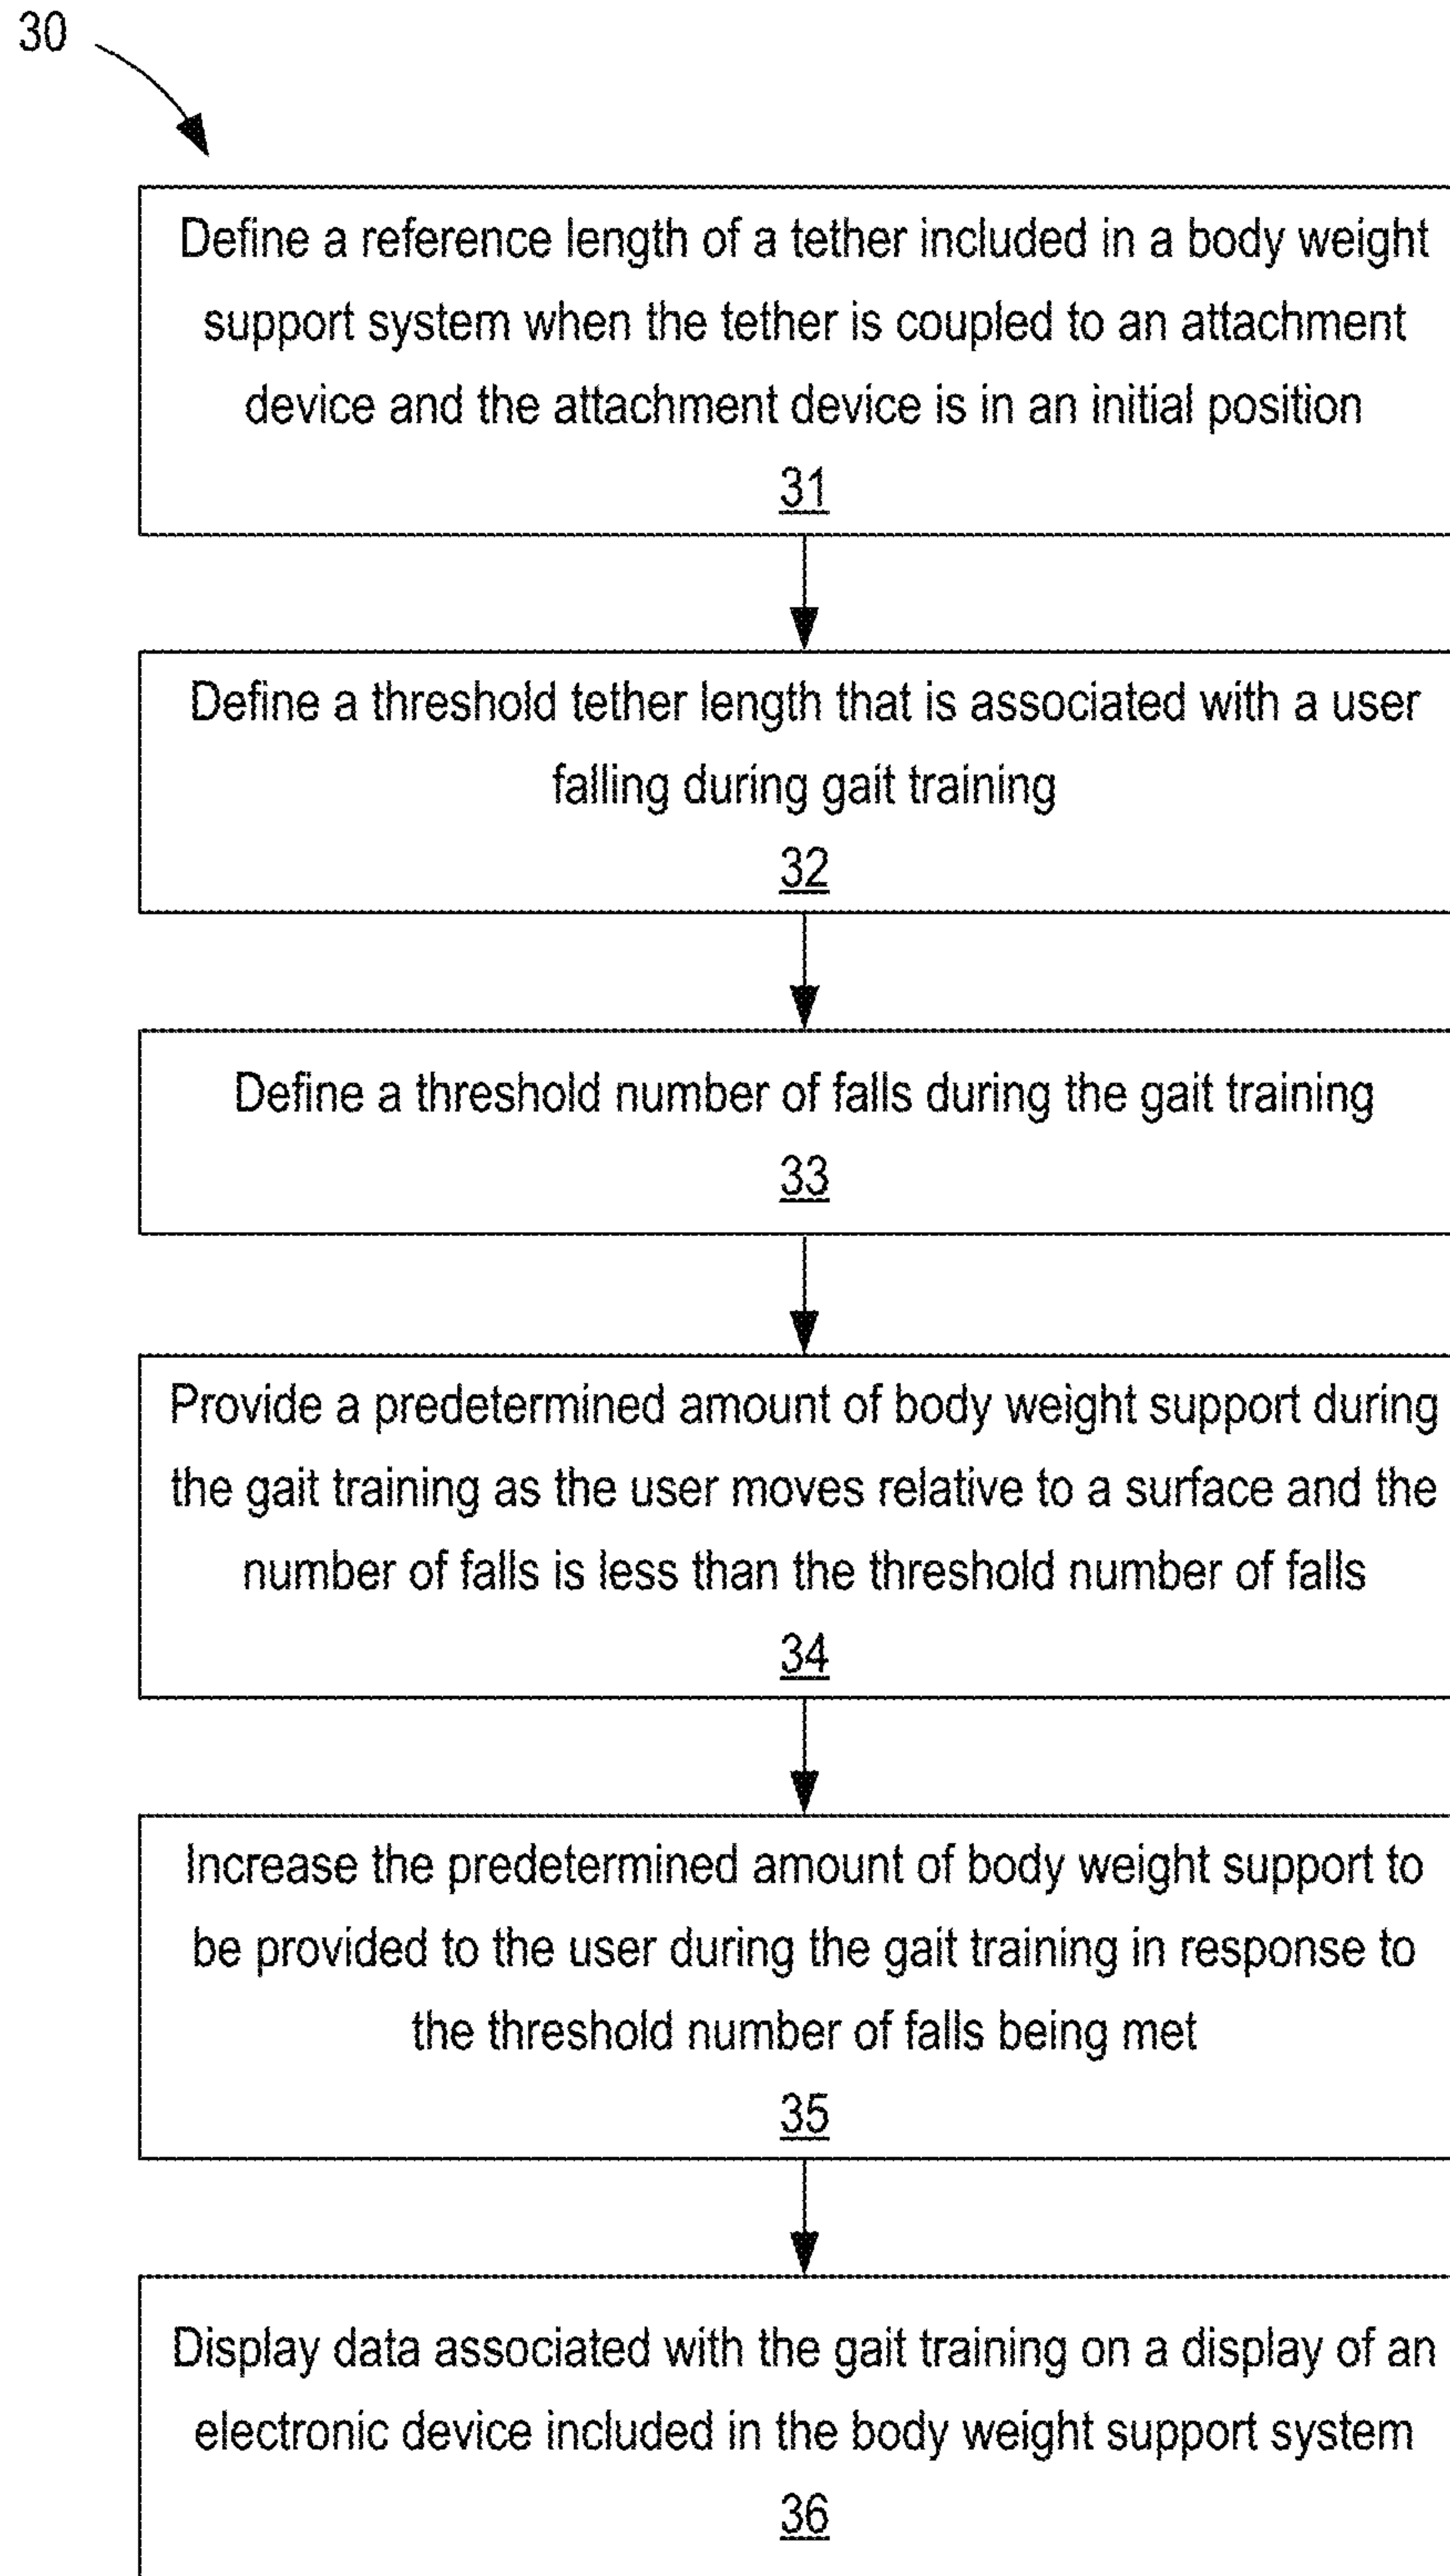 30
Define a reference length of a tether included in a body weight
support system when the tether is coupled to an attachment
device and the attachment device is in an initial position
31
Define a threshold tether length that is associated with a user
falling during gait training
32
Define a threshold number of falls during the gait training
33
Provide a predetermined amount of body weight support during
the gait training as the user moves relative to a surface and the
number of falls is less than the threshold number of falls
34
Increase the predetermined amount of body weight support to
be provided to the user during the gait training in response to
the threshold number of falls being met
35
Display data associated with the gait training on a display of an
electronic device included in the body weight support system
36